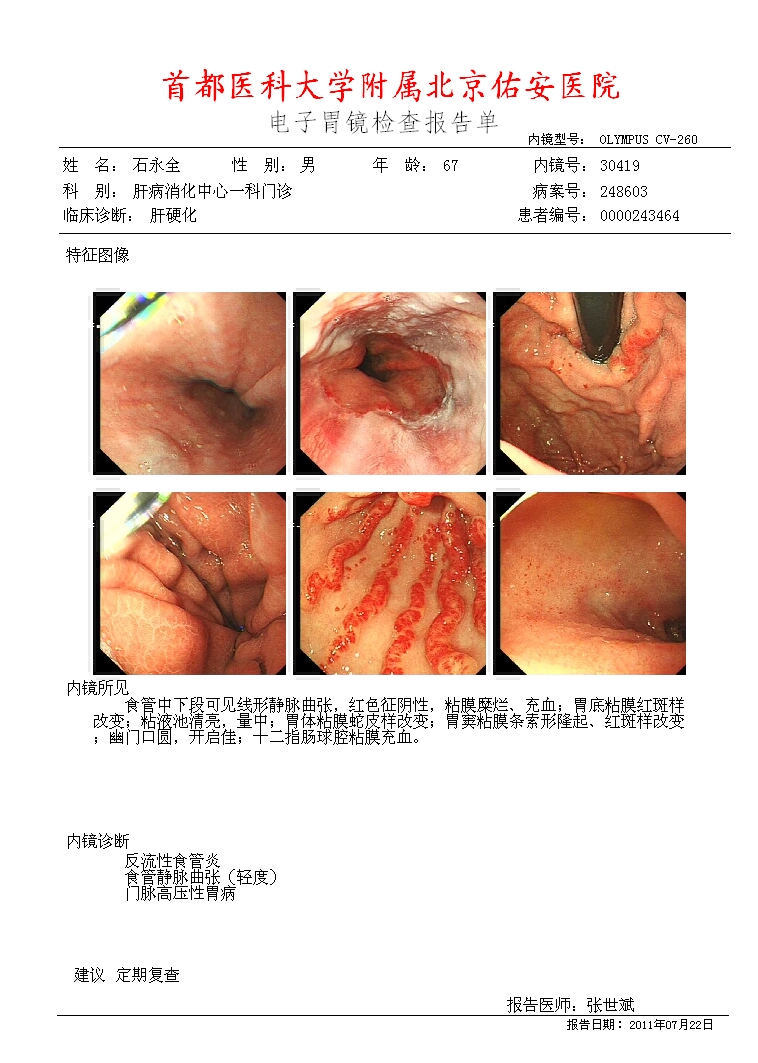 首都医科大学附属北京佑安医院
电子胃镜检查报告单
内镜型号： OLYMPUS CV-260
姓 名： 石永全 性 别： 男 年 龄： 67 内镜号： 30419
科 别： 肝病消化中心一科门诊 病案号： 248603
临床诊断： 肝硬化 患者编号： 0000243464
特征图像
内镜所见
食管中下段可见线形静脉曲张，红色征阴性，粘膜糜烂、充血；胃底粘膜红斑样
改变；粘液池清亮，量中；胃体粘膜蛇皮样改变；胃窦粘膜条索形隆起、红斑样改变
；幽门口圆，开启佳；十二指肠球腔粘膜充血。
内镜诊断
反流性食管炎
食管静脉曲张（轻度）
门脉高压性胃病
建议 定期复查
报告医师：张世斌
报告日期：2011年07月22日